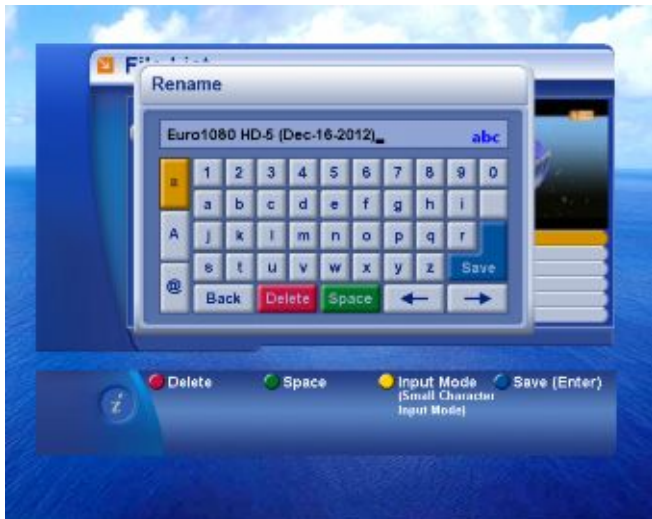 Rename
Euro1080 HD-5 (Dec-16-2012)_ abc
a 1 2 3 4 5 6 7 8 9 0
a b c d e f g h i
A j k l m n o p q r
s t u v w x y z Save
@ Back Delete Space ← →
Delete Space Input Mode Save (Enter)
(Small Character
Input Mode)